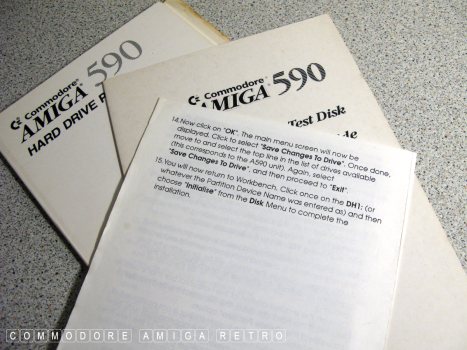 Commodore®
AMIGA 590
HARD DRIVE
Commodore®
AMIGA 590
Test Disk
14. Now click on "OK". The main menu screen will now be
displayed. Click to select "Save Changes To Drive". Once done,
move to and select the top line in the list of drives available
(this corresponds to the A590 unit). Again, select
"Save Changes To Drive", and then proceed to "Exit".
15. You will now return to Workbench. Click once on the DH1: (or
whatever the Partition Device Name was entered as) and then
choose "Initialise" from the Disk Menu to complete the
installation.
COMMODORE AMIGA RETRO